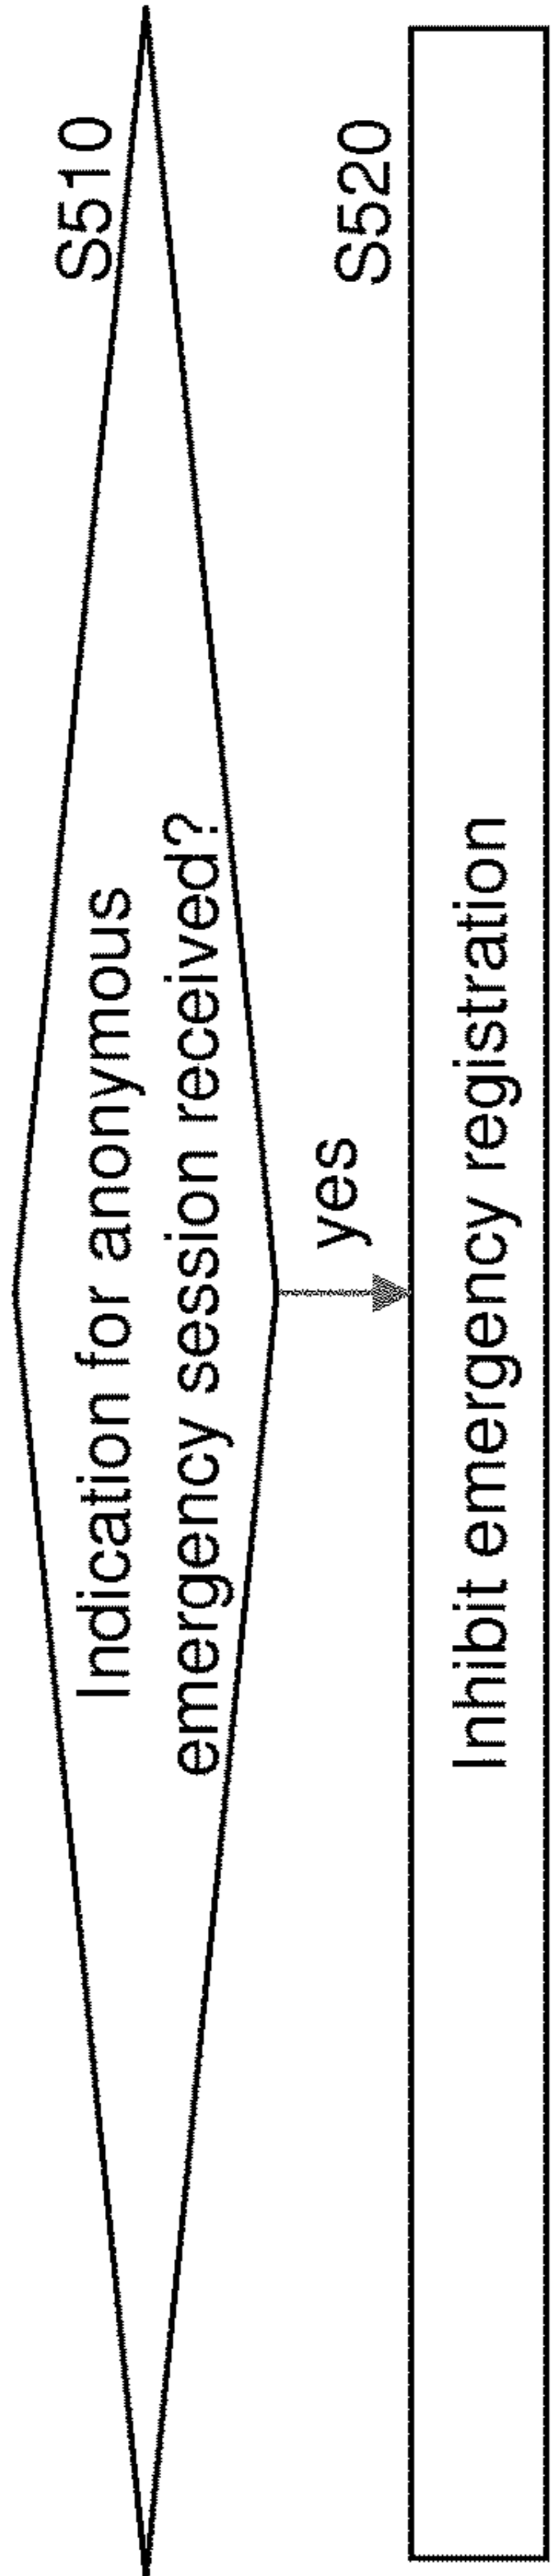 S510
Indication for anonymous
emergency session received?
yes
S520
Inhibit emergency registration